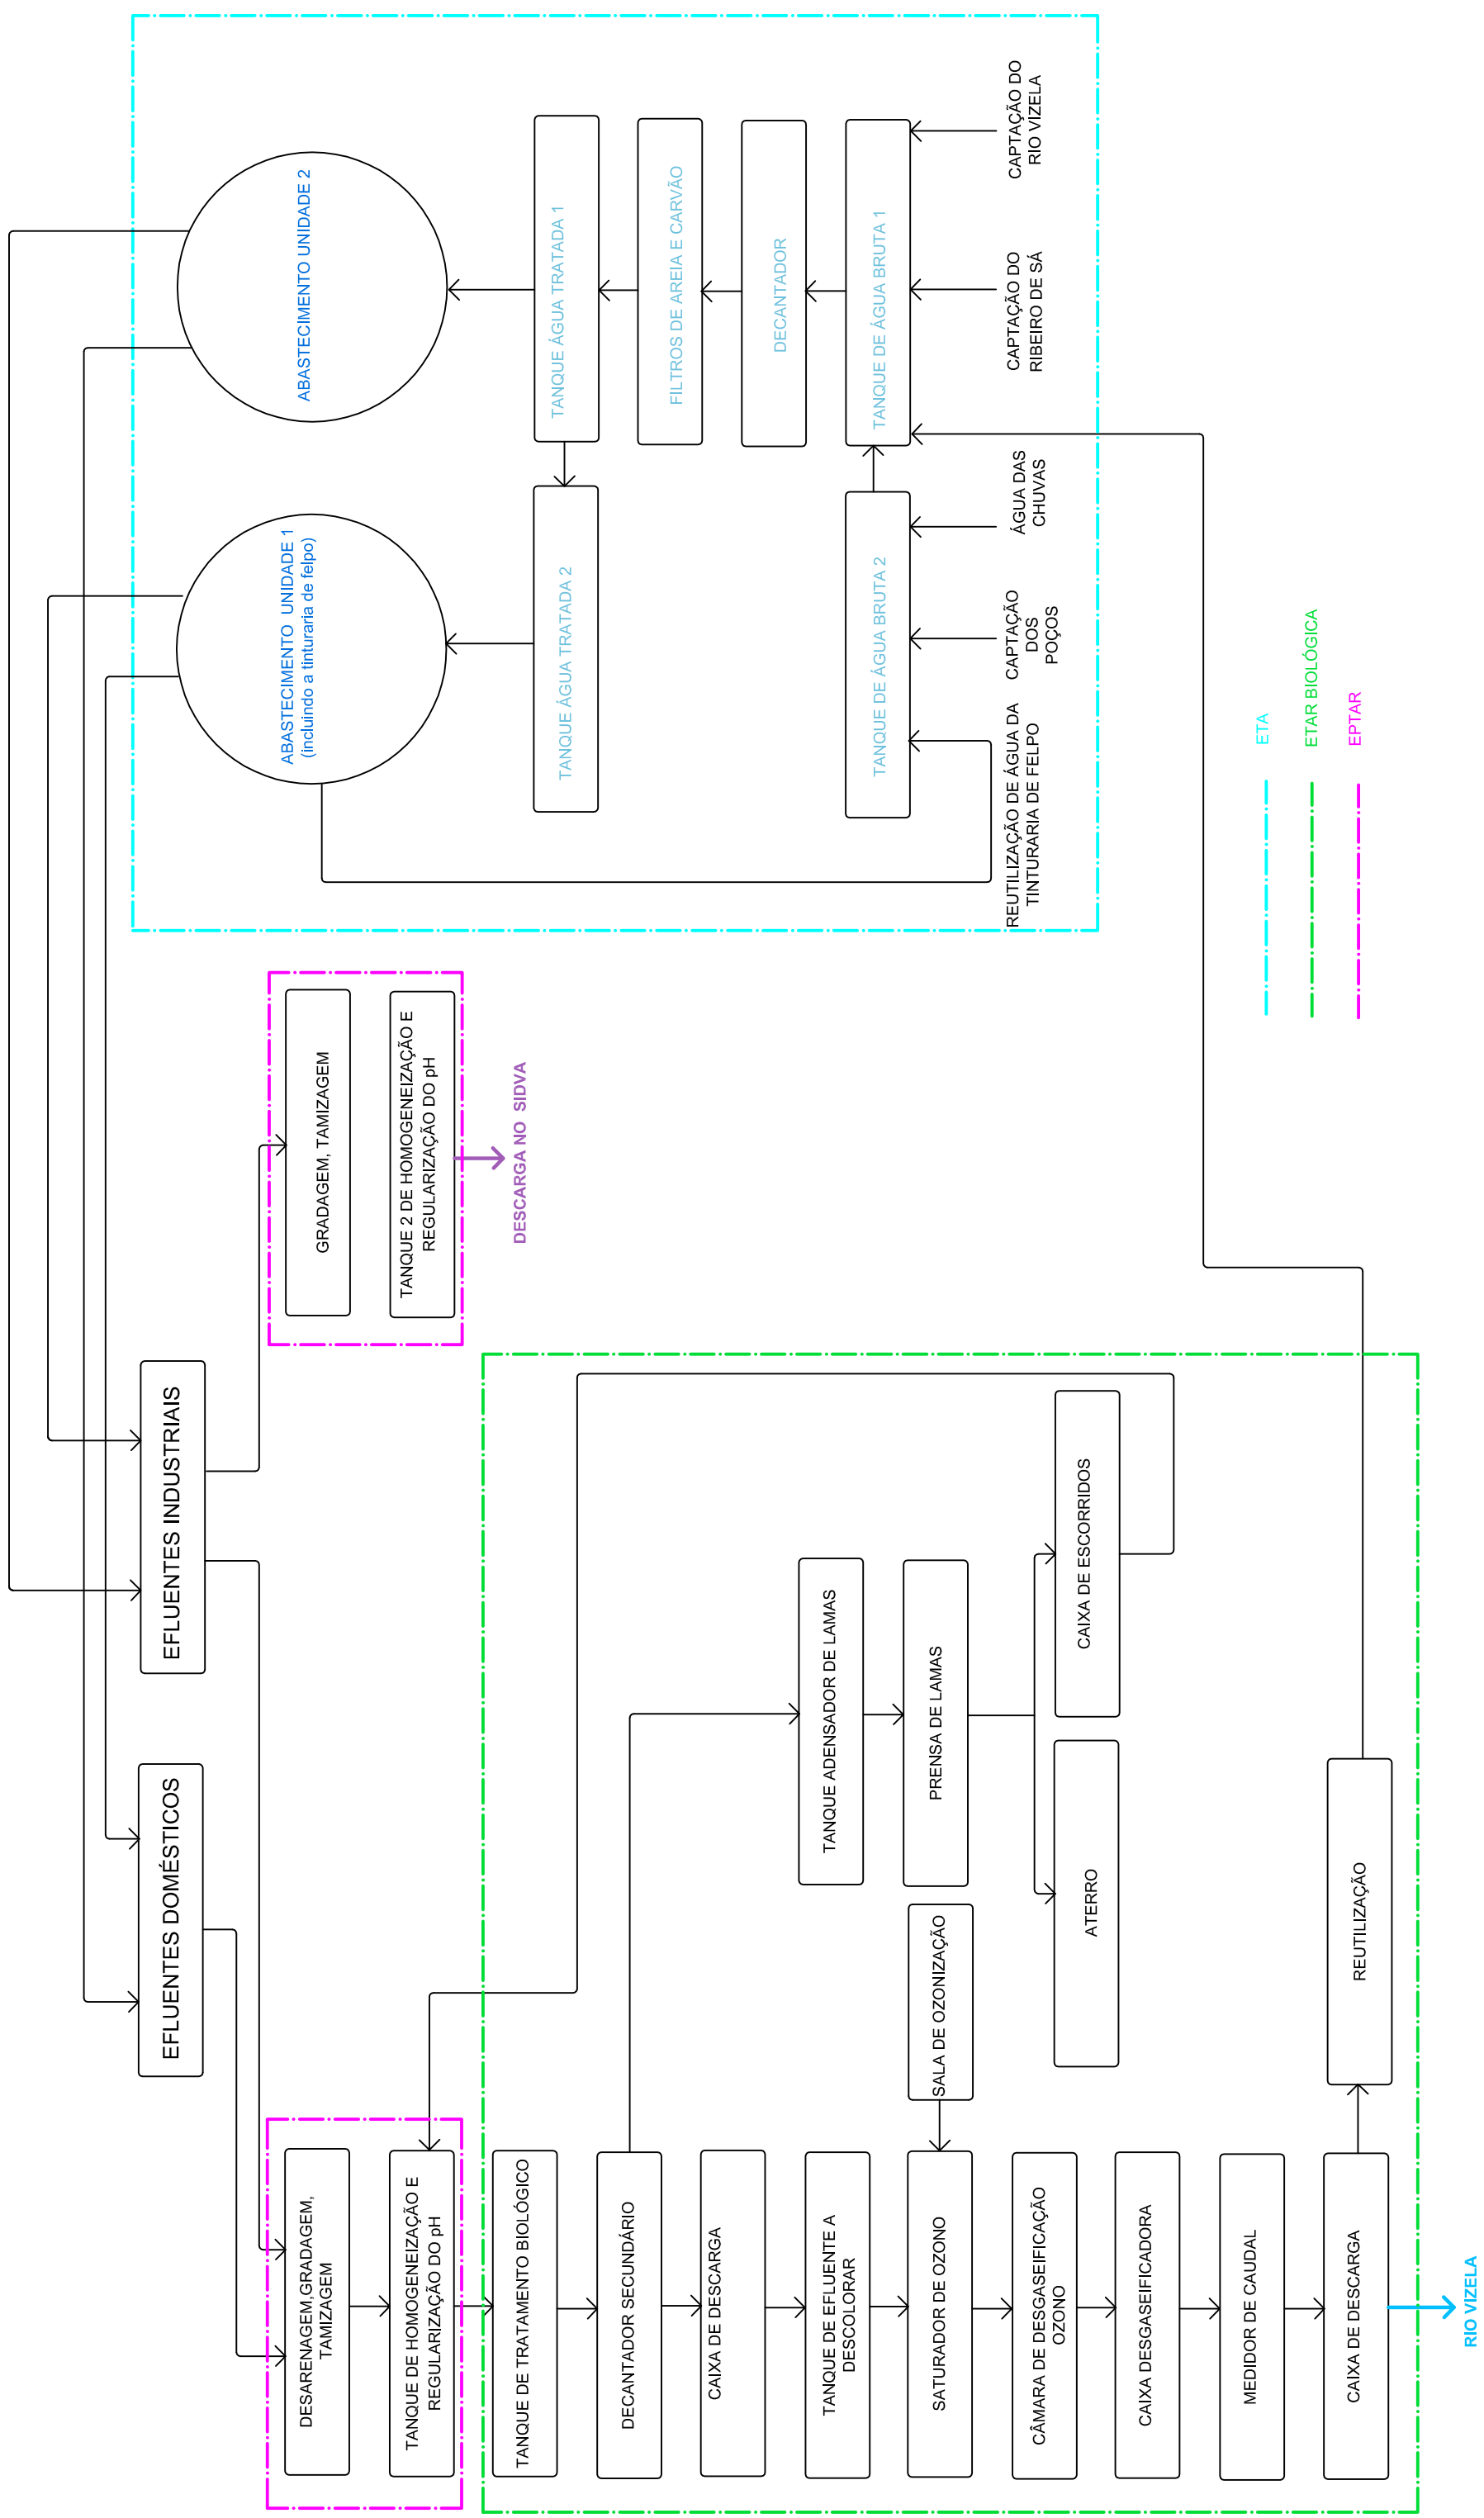 EFLUENTES DOMÉSTICOS
EFLUENTES INDUSTRIAIS
ABASTECIMENTO UNIDADE 1
(incluindo a tinturaria de felpo)
ABASTECIMENTO UNIDADE 2
DESARENAGEM,GRADAGEM,
TAMIZAGEM
GRADAGEM, TAMIZAGEM
TANQUE DE HOMOGENEIZAÇÃO E
REGULARIZAÇÃO DO pH
TANQUE 2 DE HOMOGENEIZAÇÃO E
REGULARIZAÇÃO DO pH
DESCARGA NO SIDVA
TANQUE DE TRATAMENTO BIOLÓGICO
TANQUE ÁGUA TRATADA 2
TANQUE ÁGUA TRATADA 1
DECANTADOR SECUNDÁRIO
FILTROS DE AREIA E CARVÃO
CAIXA DE DESCARGA
DECANTADOR
TANQUE DE EFLUENTE A
DESCOLORAR
TANQUE ADENSADOR DE LAMAS
TANQUE DE ÁGUA BRUTA 2
TANQUE DE ÁGUA BRUTA 1
SATURADOR DE OZONO
SALA DE OZONIZAÇÃO
PRENSA DE LAMAS
REUTILIZAÇÃO DE ÁGUA DA
TINTURARIA DE FELPO
CAPTAÇÃO
DOS
POÇOS
ÁGUA DAS
CHUVAS
CAPTAÇÃO DO
RIBEIRO DE SÁ
CAPTAÇÃO DO
RIO VIZELA
CÂMARA DE DESGASEIFICAÇÃO
OZONO
ATERRO
CAIXA DE ESCORRIDOS
CAIXA DESGASEIFICADORA
MEDIDOR DE CAUDAL
ETA
ETAR BIOLÓGICA
EPTAR
CAIXA DE DESCARGA
REUTILIZAÇÃO
RIO VIZELA